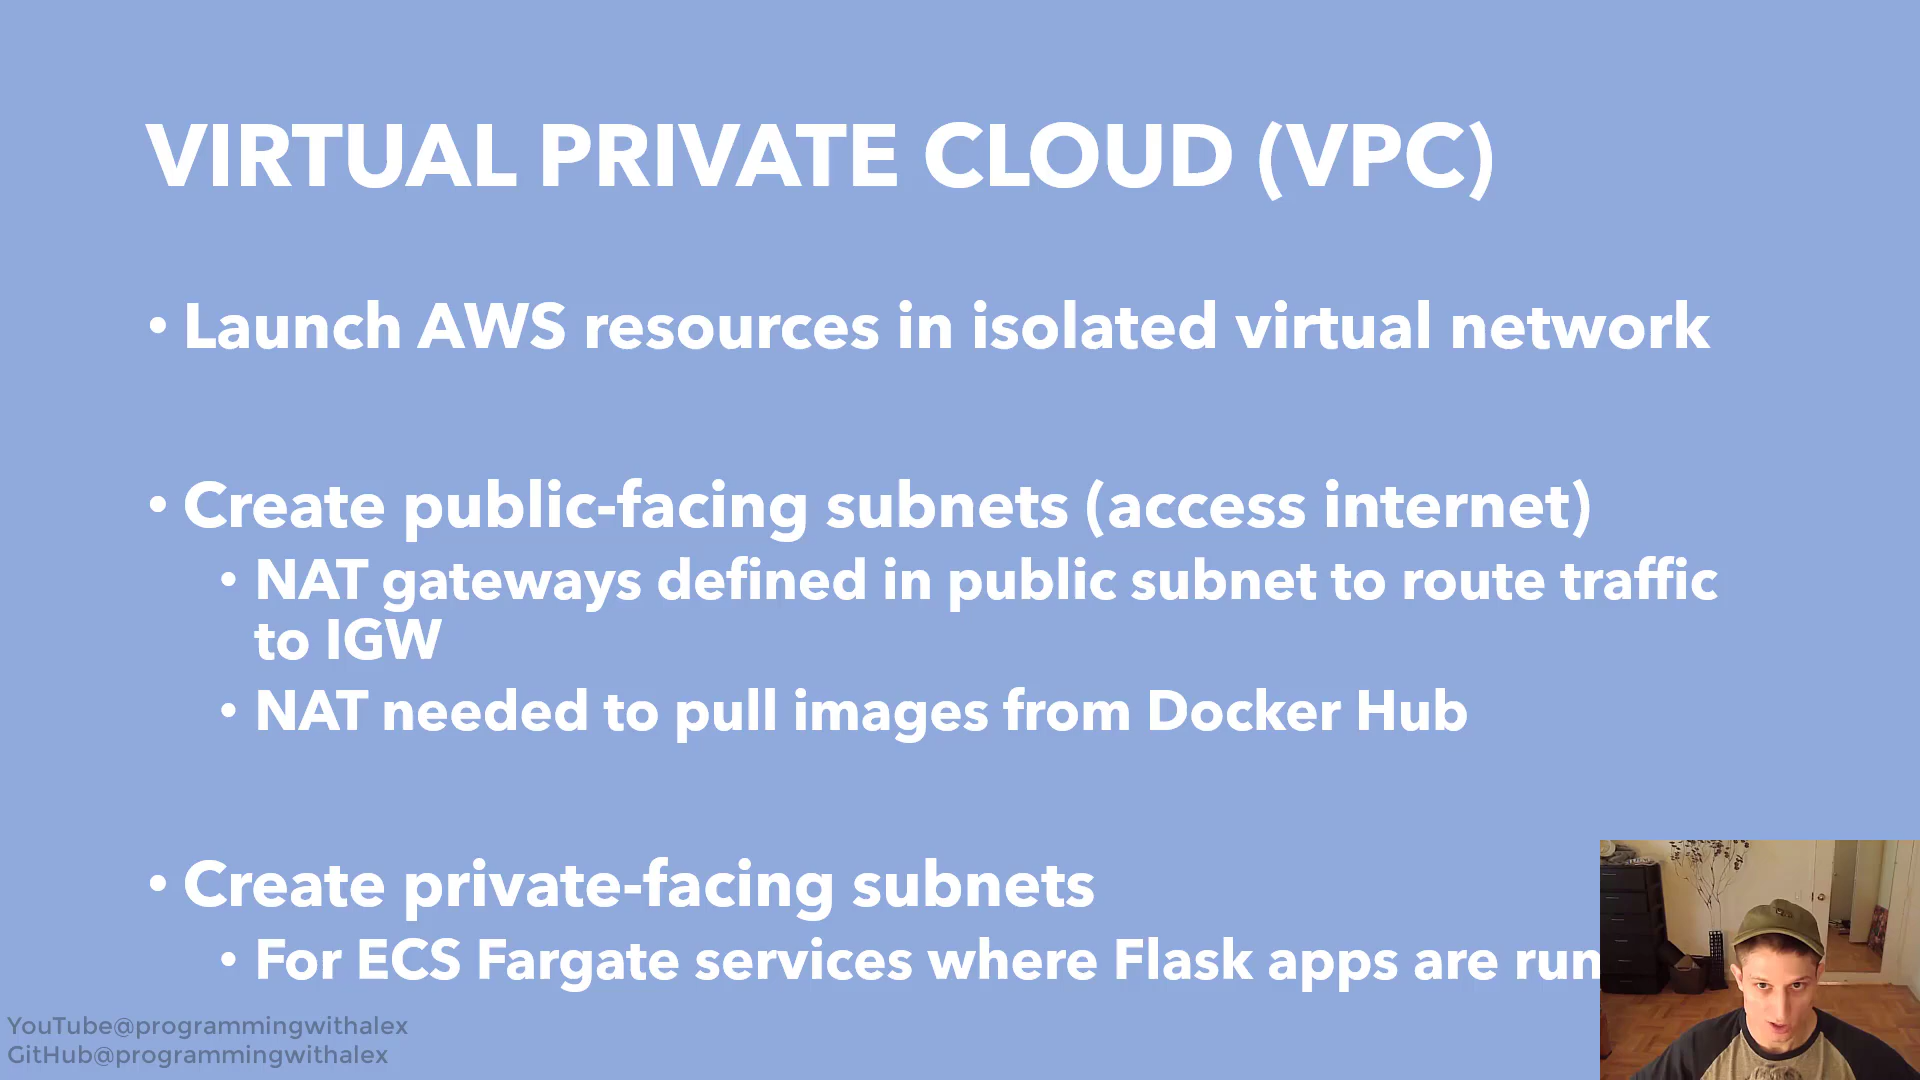 VIRTUAL PRIVATE CLOUD (VPC)
• Launch AWS resources in isolated virtual network
• Create public-facing subnets (access internet)
• NAT gateways defined in public subnet to route traffic
to IGW
• NAT needed to pull images from Docker Hub
• Create private-facing subnets
• For ECS Fargate services where Flask apps are run
YouTube@programmingwithalex
GitHub@programmingwithalex